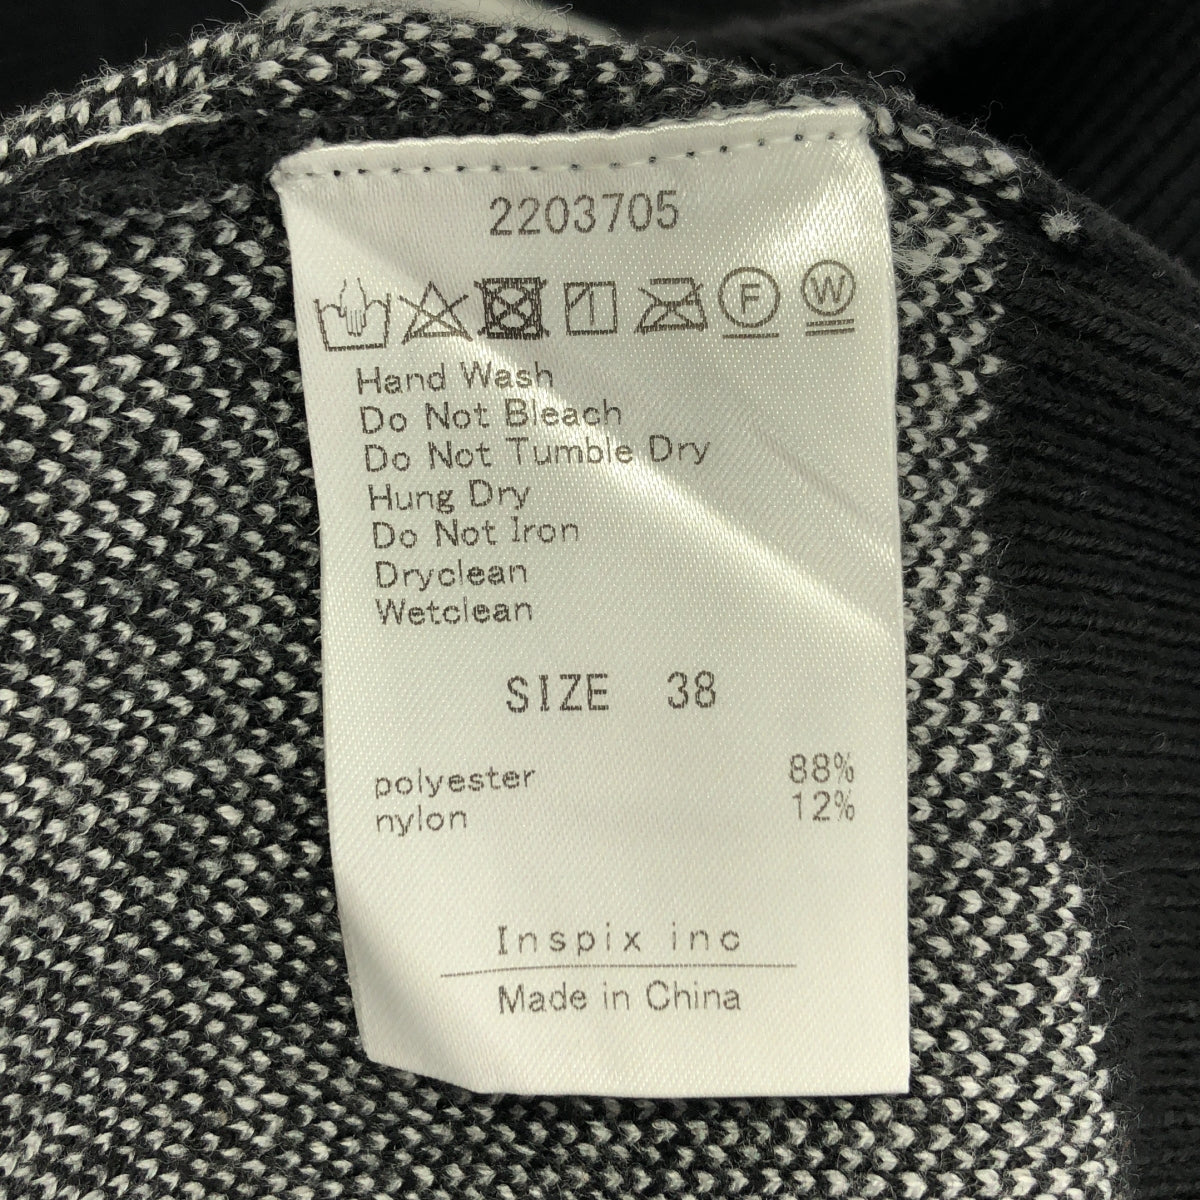 2203705
F W
Hand Wash
Do Not Bleach
Do Not Tumble Dry
Hung Dry
Do Not Iron
Dryclean
Wetclean
SIZE 38
polyester 88%
nylon 12%
Inspix inc
Made in China